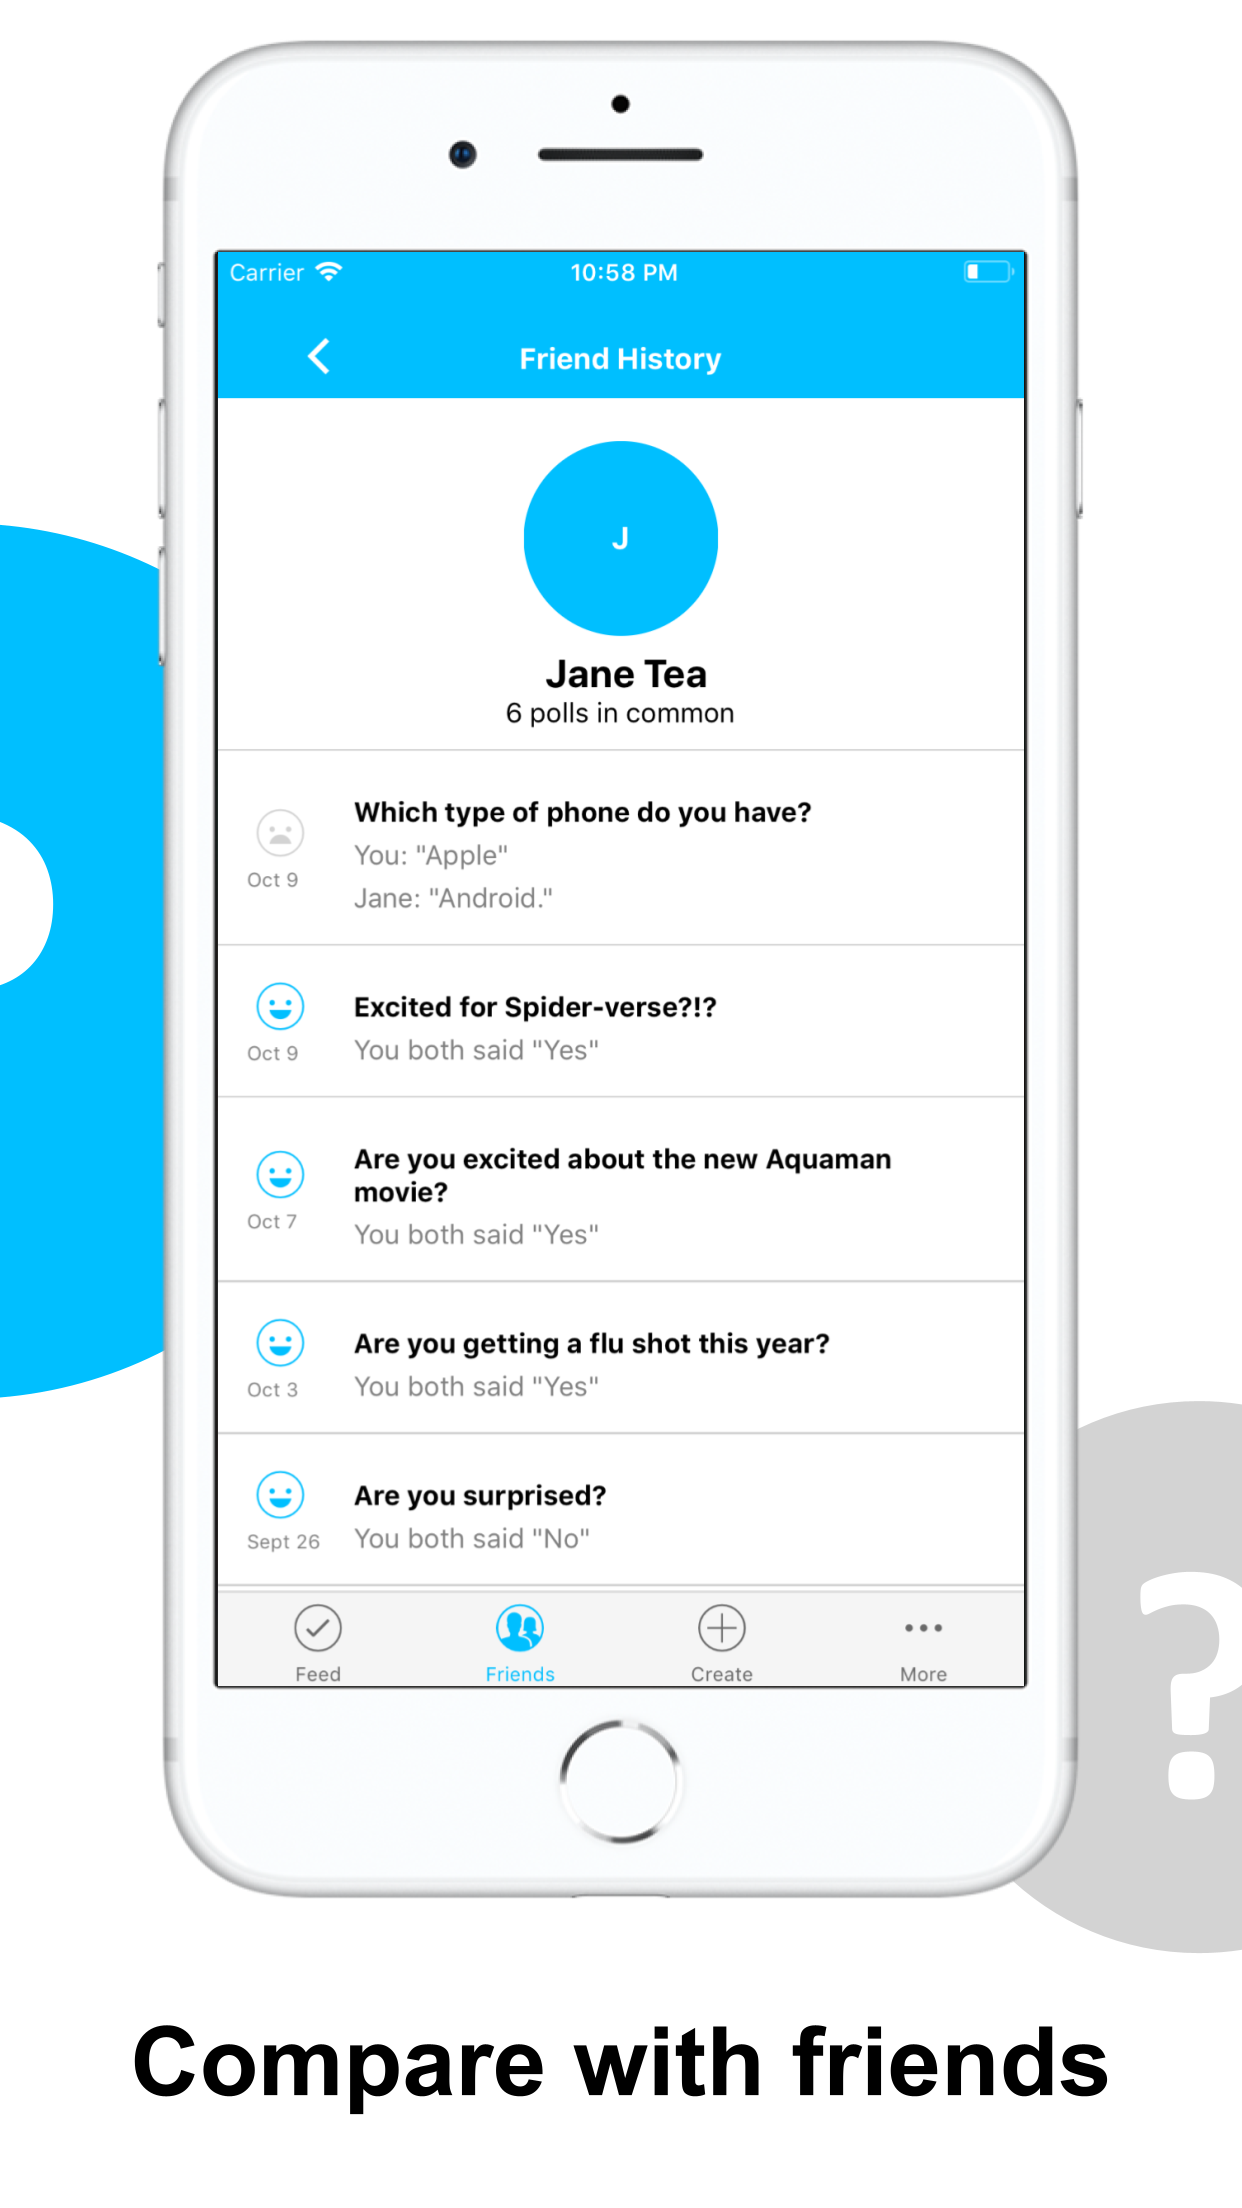 Carrier 10:58 PM
Friend History
J
Jane Tea
6 polls in common
Which type of phone do you have?
You: "Apple"
Oct 9
Jane: "Android."
Excited for Spider-verse?!?
Oct 9
You both said "Yes"
Are you excited about the new Aquaman
movie?
Oct 7
You both said "Yes"
Are you getting a flu shot this year?
Oct 3
You both said "Yes"
Are you surprised?
Sept 26
You both said "No"
Feed Friends Create More
?
Compare with friends